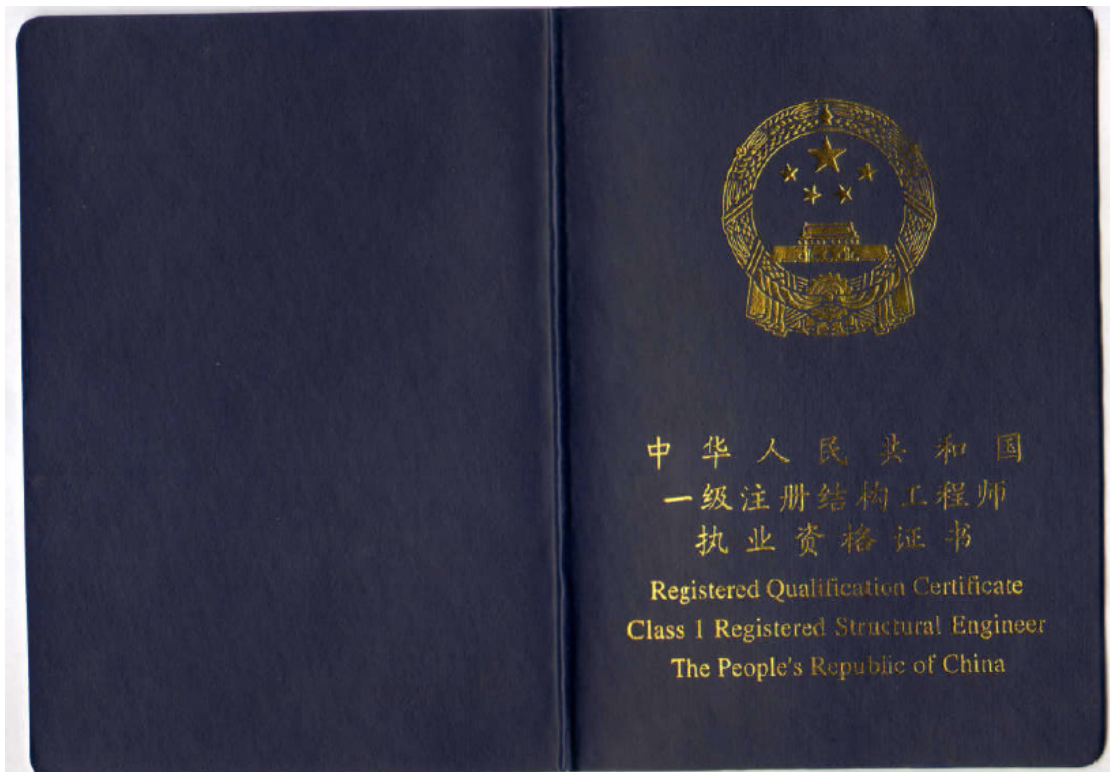 中华人民共和国
一级注册结构工程师
执业资格证书
Registered Qualification Certificate
Class 1 Registered Structural Engineer
The People's Republic of China